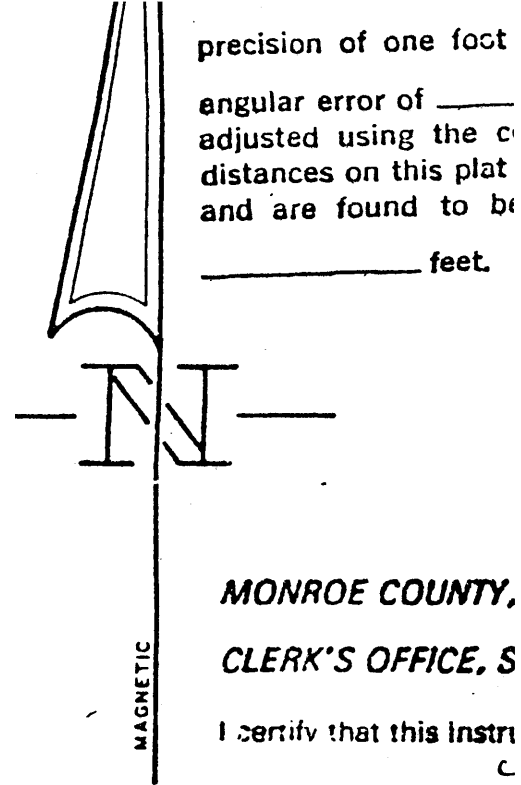 precision of one foot
angular error of
adjusted using the
distances on this plat
and are found to
feet.
N
MONROE COUNTY,
CLERK'S OFFICE,
I certify that this
MAGNETIC